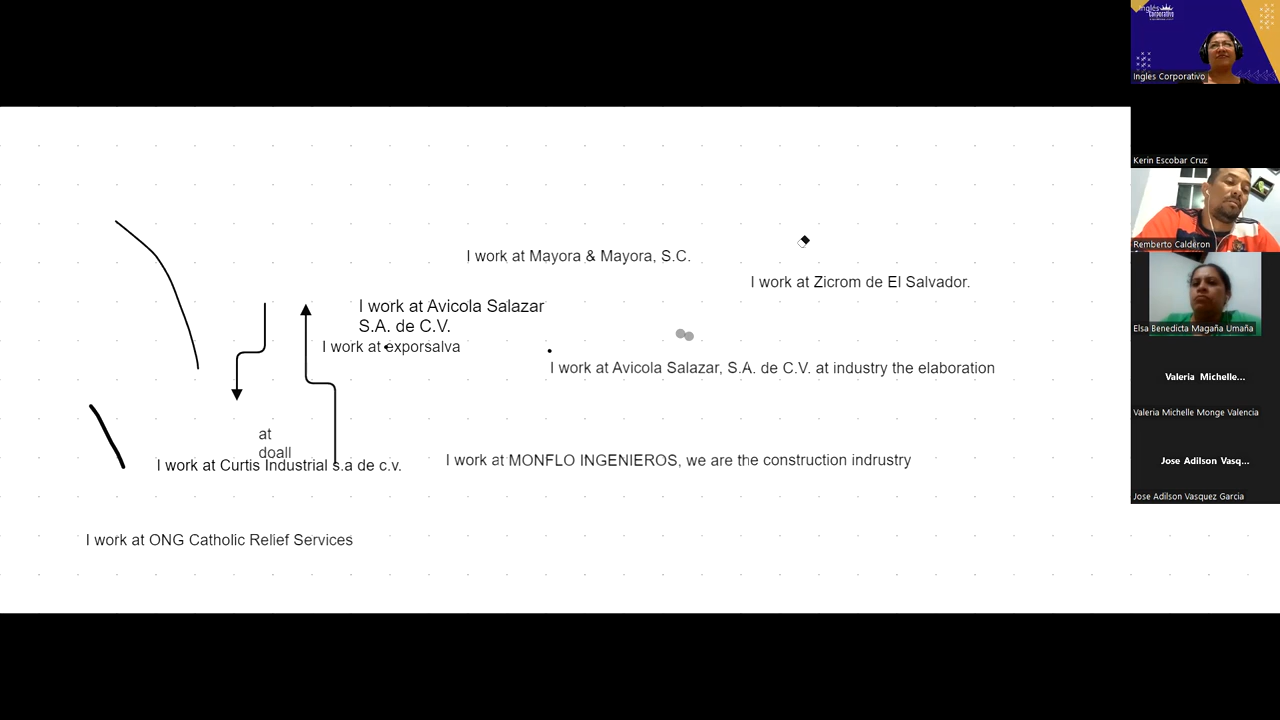 Inglés
corporativo
Ingles Corporativo
Kerin Escobar Cruz
Remberto Calderon
Elsa Benedicta Magaña Umaña
Valeria Michelle...
Valeria Michelle Monge Valencia
Jose Adilson Vasq...
Jose Adilson Vasquez Garcia
I work at Mayora & Mayora, S.C.
I work at Zicrom de El Salvador.
I work at Avicola Salazar
S.A. de C.V.
I work at exporsalva
I work at Avicola Salazar, S.A. de C.V. at industry the elaboration
at
doall
I work at Curtis Industrial s.a de c.v.
I work at MONFLO INGENIEROS, we are the construction indrustry
I work at ONG Catholic Relief Services